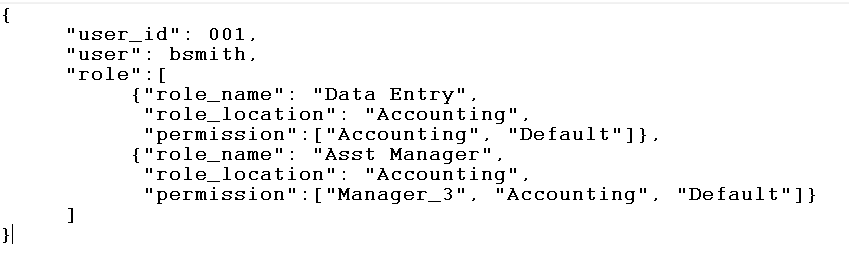 {
"user_id": 001,
"user": bsmith,
"role":[
{"role_name": "Data Entry",
"role_location": "Accounting",
"permission":["Accounting", "Default"]},
{"role_name": "Asst Manager",
"role_location": "Accounting",
"permission":["Manager_3", "Accounting", "Default"]}
]
}